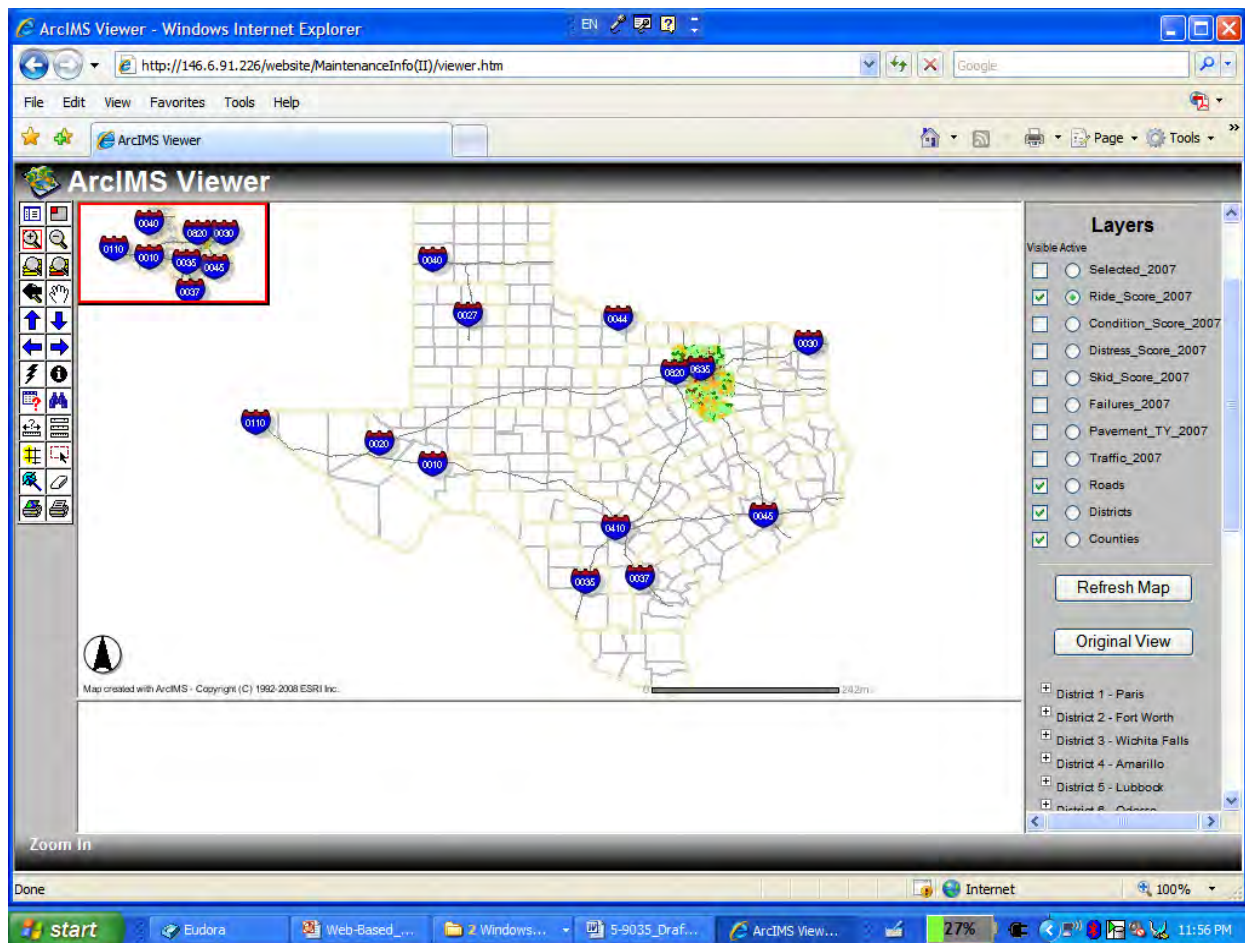 ArcIMS Viewer - Windows Internet Explorer
EN
http://146.6.91.226/website/MaintenanceInfo(II)/viewer.htm
Google
File Edit View Favorites Tools Help
ArcIMS Viewer
Page
Tools
ArcIMS Viewer
0040
0820
0030
0110
0010
0035
0045
0037
0040
0027
0044
0030
0820
0635
0110
0020
0010
0410
0045
0035
0037
Map created with ArcIMS - Copyright (C) 1992-2008 ESRI Inc.
0
242m
Layers
Visible Active
Selected_2007
Ride_Score_2007
Condition_Score_2007
Distress_Score_2007
Skid_Score_2007
Failures_2007
Pavement_TY_2007
Traffic_2007
Roads
Districts
Counties
Refresh Map
Original View
District 1 - Paris
District 2 - Fort Worth
District 3 - Wichita Falls
District 4 - Amarillo
District 5 - Lubbock
Zoom In
Done
Internet
100%
start
Eudora
Web-Based_...
2 Windows...
5-9035_Draf...
ArcIMS View...
27%
11:56 PM